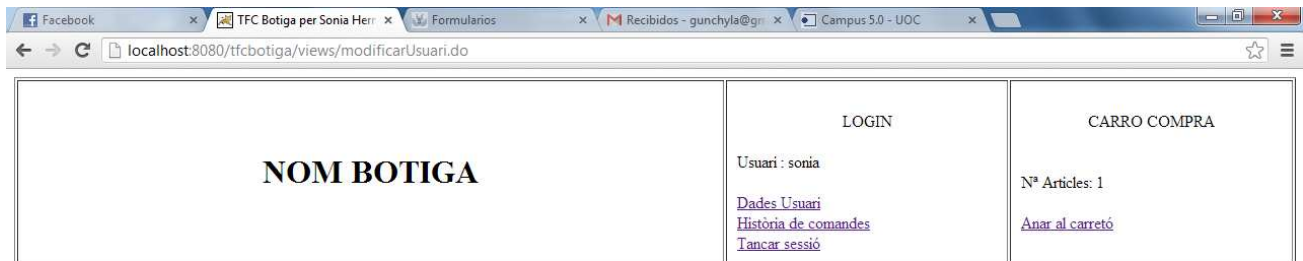 Facebook
TFC Botiga per Sonia Herr
Formularios
Recibidos - gunchyla@gm
Campus 5.0 - UOC
localhost:8080/tfcbotiga/views/modificarUsuari.do
NOM BOTIGA
LOGIN
Usuari : sonia
Dades Usuari
Història de comandes
Tancar sessió
CARRO COMPRA
Nª Articles: 1
Anar al carretó